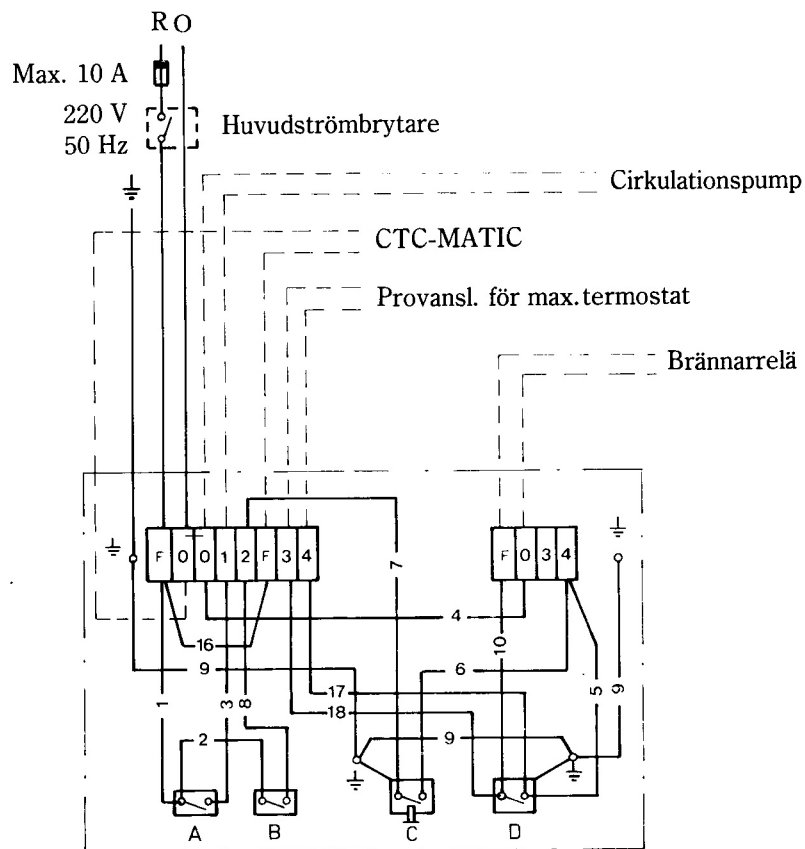 R O
Max. 10 A
220 V
50 Hz
Huvudströmbrytare
Cirkulationspump
CTC-MATIC
Provansl. för max.termostat
Brännarrelä
F 0 0 1 2 F 3 4
F 0 3 4
7
4
16
10
9
6
5
9
17
1
3
8
18
2
9
A
B
C
D